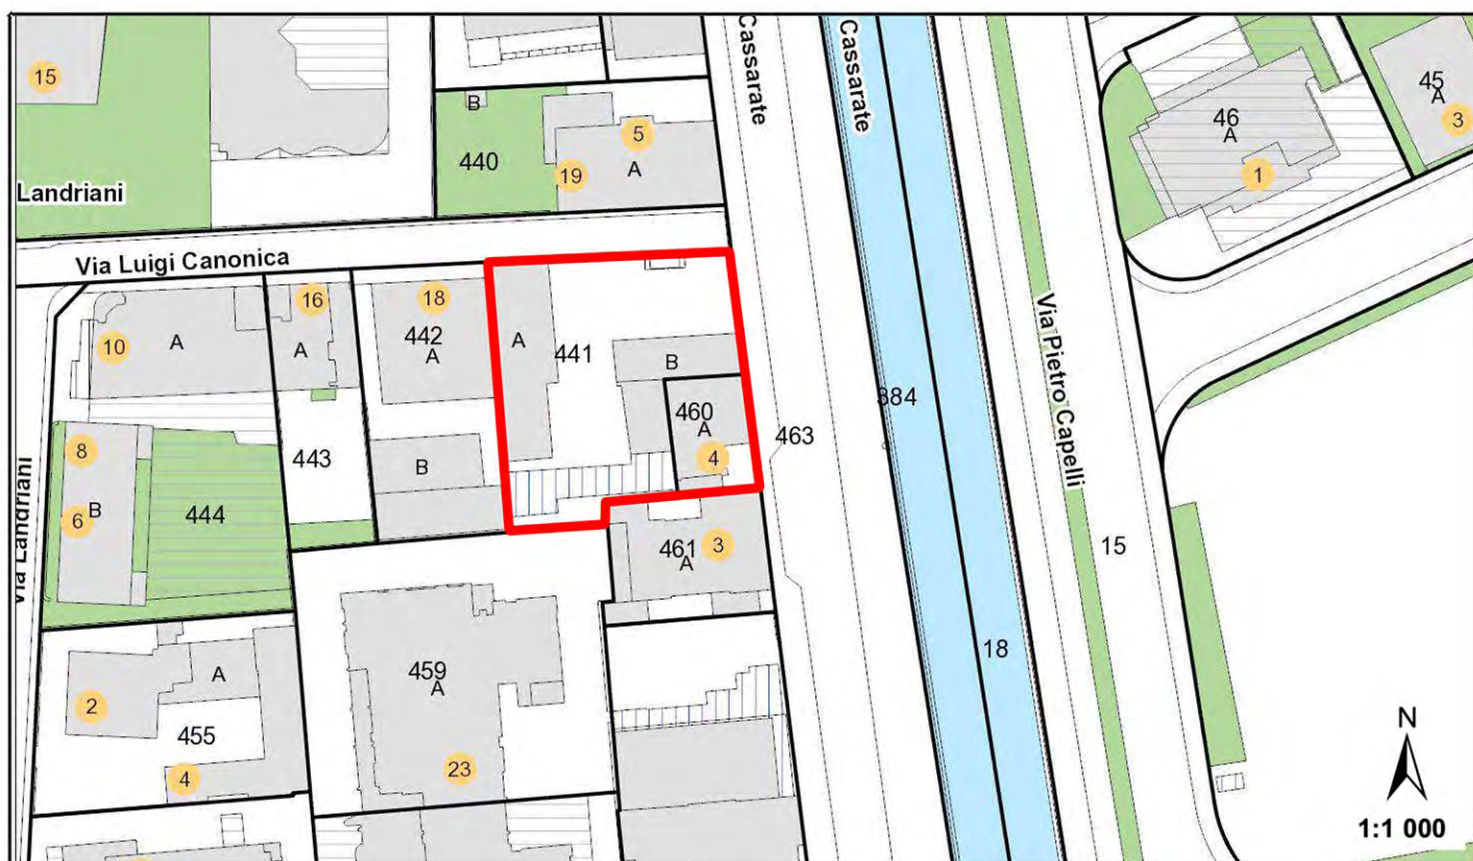 15
Cassarate
Cassarate
45
A
3
46
A
1
B
5
440
19
A
Landriani
Via Luigi Canonica
16
18
442
A
10
A
A
A
441
B
460
A
4
463
384
Via Pietro Capelli
8
443
B
6
B
444
461
3
A
15
18
A
459
A
2
455
4
23
N
1:1 000
Via Landriani